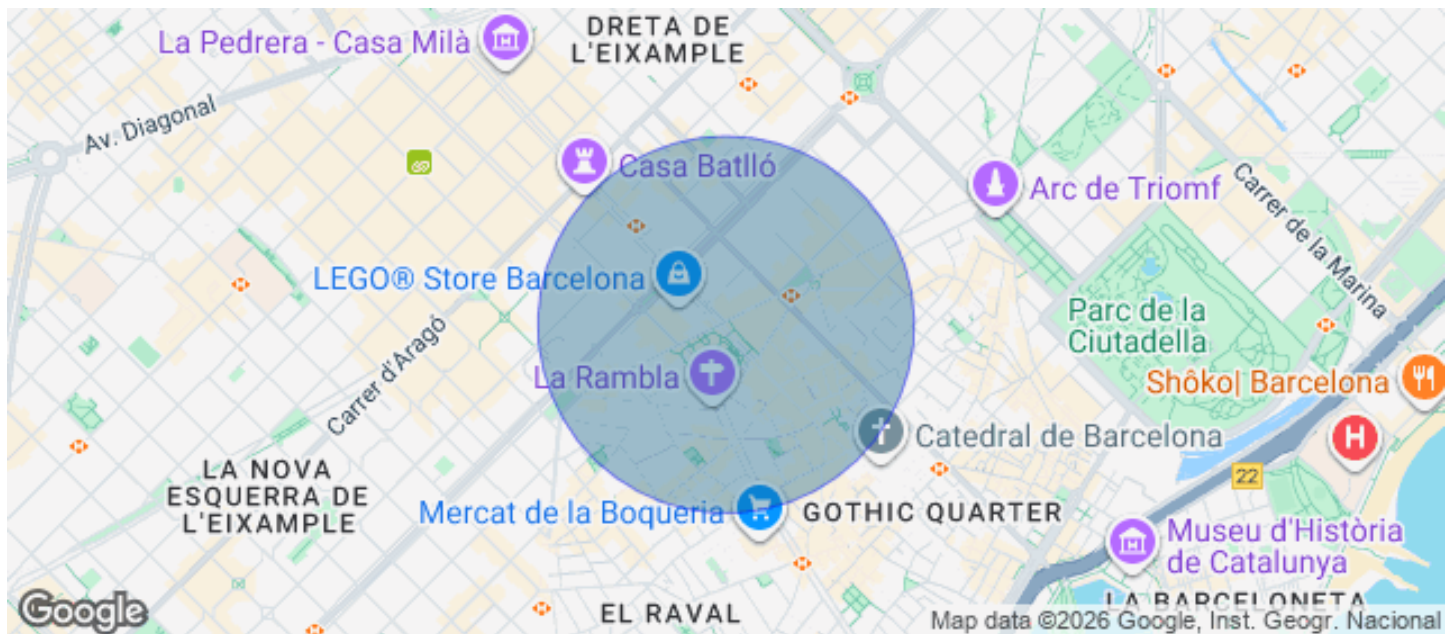 DRETA DE
L'EIXAMPLE
La Pedrera - Casa Milà
Av. Diagonal
Casa Batlló
Arc de Triomf
Carrer de la Marina
LEGO® Store Barcelona
Parc de la
Ciutadella
Carrer d'Aragó
La Rambla
Shôko| Barcelona
H
Catedral de Barcelona
22
LA NOVA
ESQUERRA DE
L'EIXAMPLE
Mercat de la Boqueria
GOTHIC QUARTER
Museu d'Història
de Catalunya
EL RAVAL
LA BARCELONETA
Google
Map data ©2026 Google, Inst. Geogr. Nacional